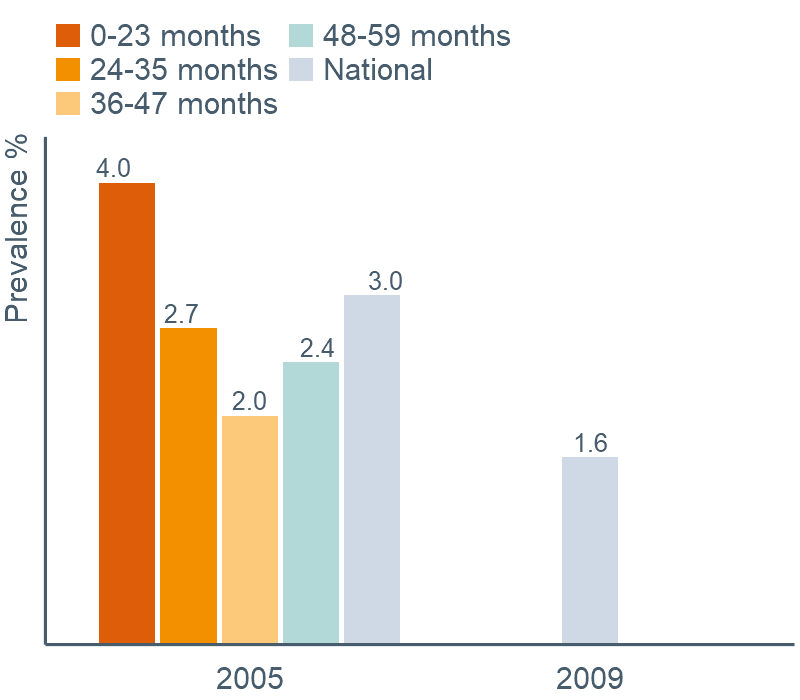 0-23 months
24-35 months
36-47 months
48-59 months
National
Prevalence %
4.0
2.7
2.0
2.4
3.0
1.6
2005
2009